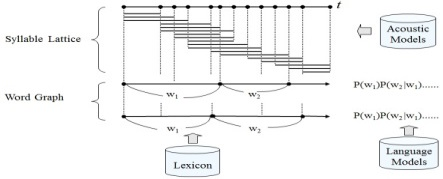 t
Syllable Lattice
Acoustic
Models
Word Graph
w₁ w₂
P(w₁)P(w₂|w₁)......
w₁ w₂
P(w₁)P(w₂|w₁)......
Lexicon
Language
Models